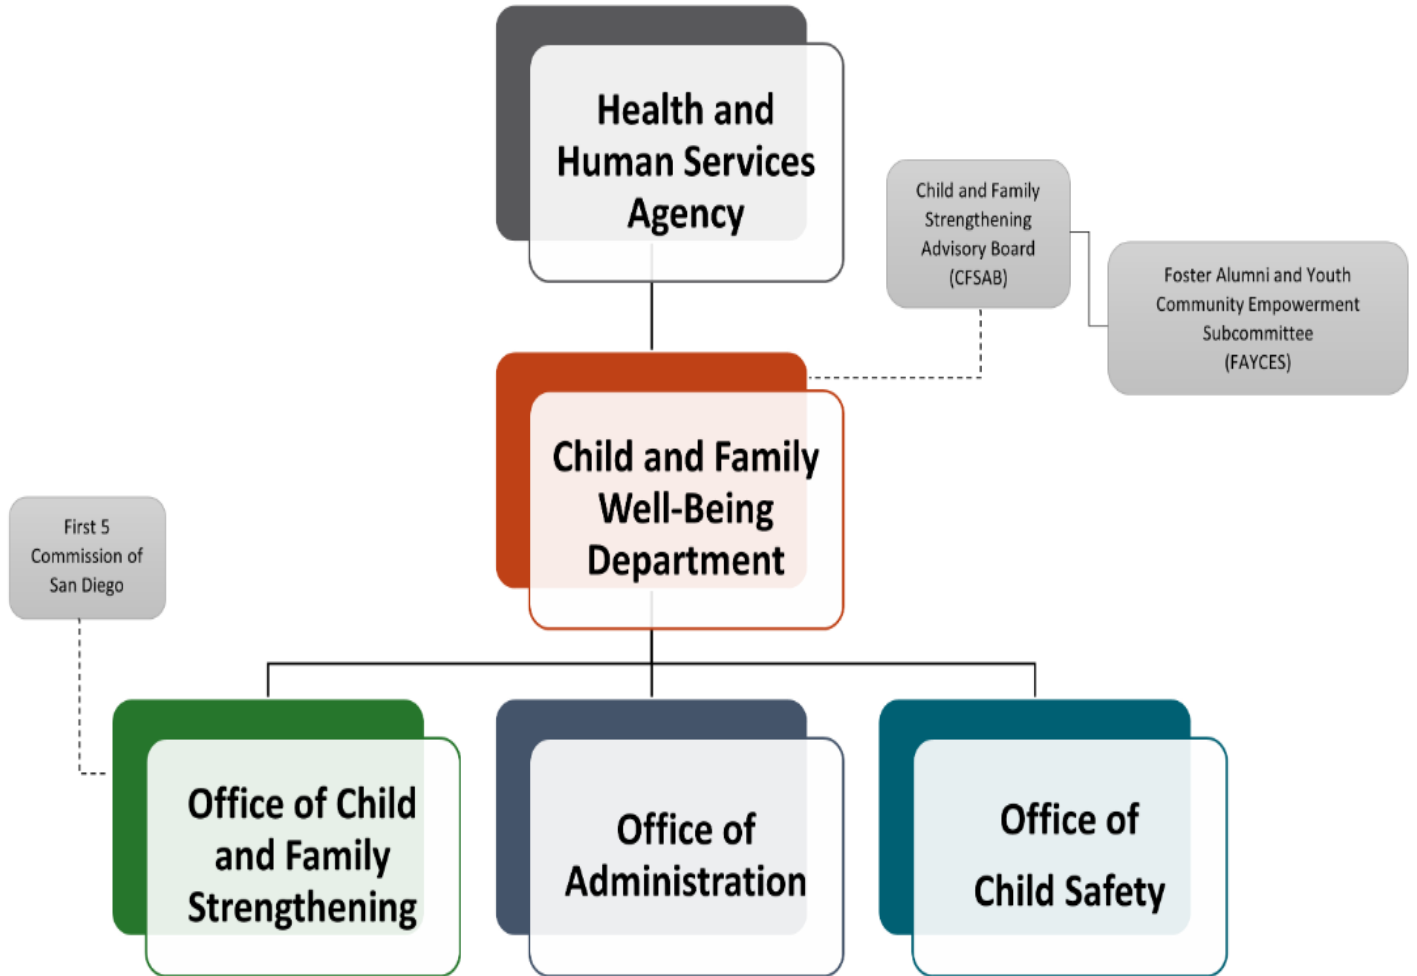 Health and
Human Services
Agency
Child and Family
Strengthening
Advisory Board
(CFSAB)
Foster Alumni and Youth
Community Empowerment
Subcommittee
(FAYCES)
Child and Family
Well-Being
Department
First 5
Commission of
San Diego
Office of Child
and Family
Strengthening
Office of
Administration
Office of
Child Safety